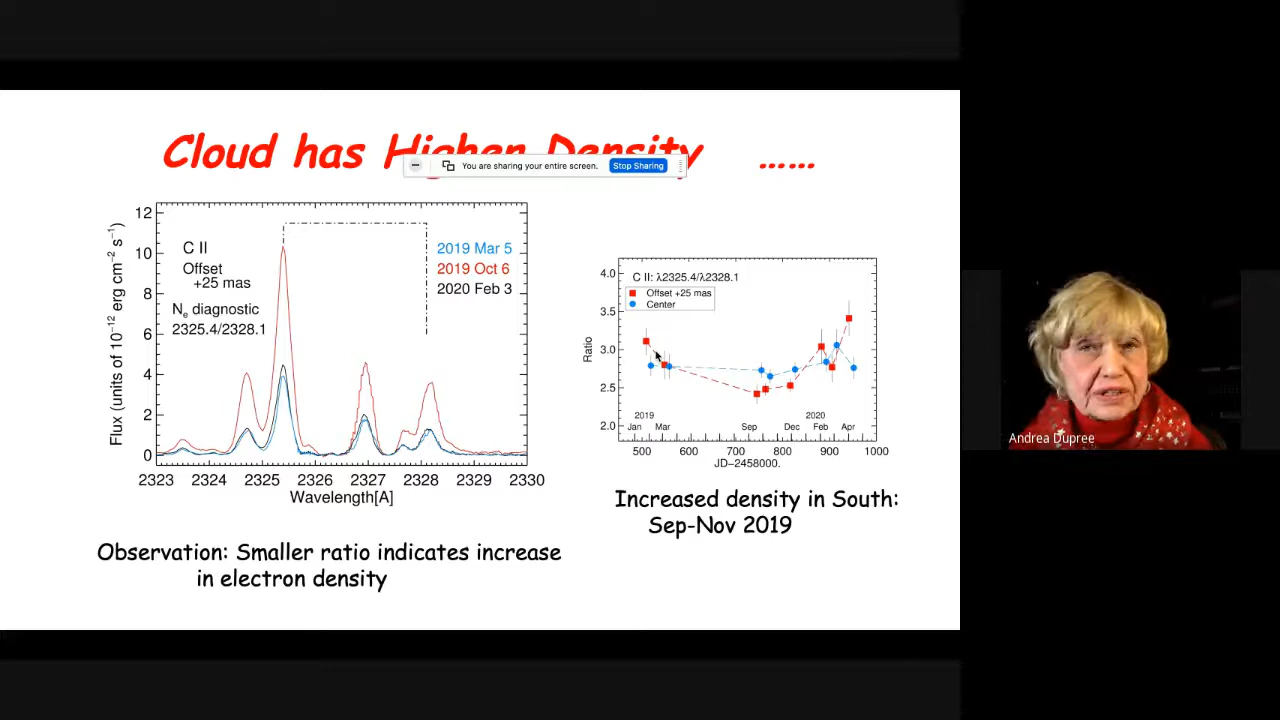 Cloud has Higher Density ......
You are sharing your entire screen. Stop Sharing
12
10
8
6
4
2
0
Flux (units of 10⁻¹² erg cm⁻² s⁻¹)
C II
Offset
+25 mas
Nₑ diagnostic
2325.4/2328.1
2019 Mar 5
2019 Oct 6
2020 Feb 3
2323 2324 2325 2326 2327 2328 2329 2330
Wavelength[A]
4.0
3.5
3.0
2.5
2.0
Ratio
C II: λ2325.4/λ2328.1
Offset +25 mas
Center
2019 2020
Jan Mar Sep Dec Feb Apr
500 600 700 800 900 1000
JD-2458000.
Increased density in South:
Sep-Nov 2019
Observation: Smaller ratio indicates increase
in electron density
Andrea Dupree